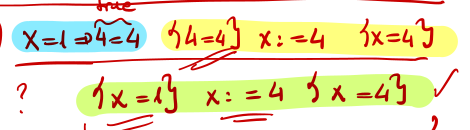 true
) x=1 ⇒ 4=4 {4=4} x:=4 {x=4}
? {x=1} x:=4 {x=4} ✓